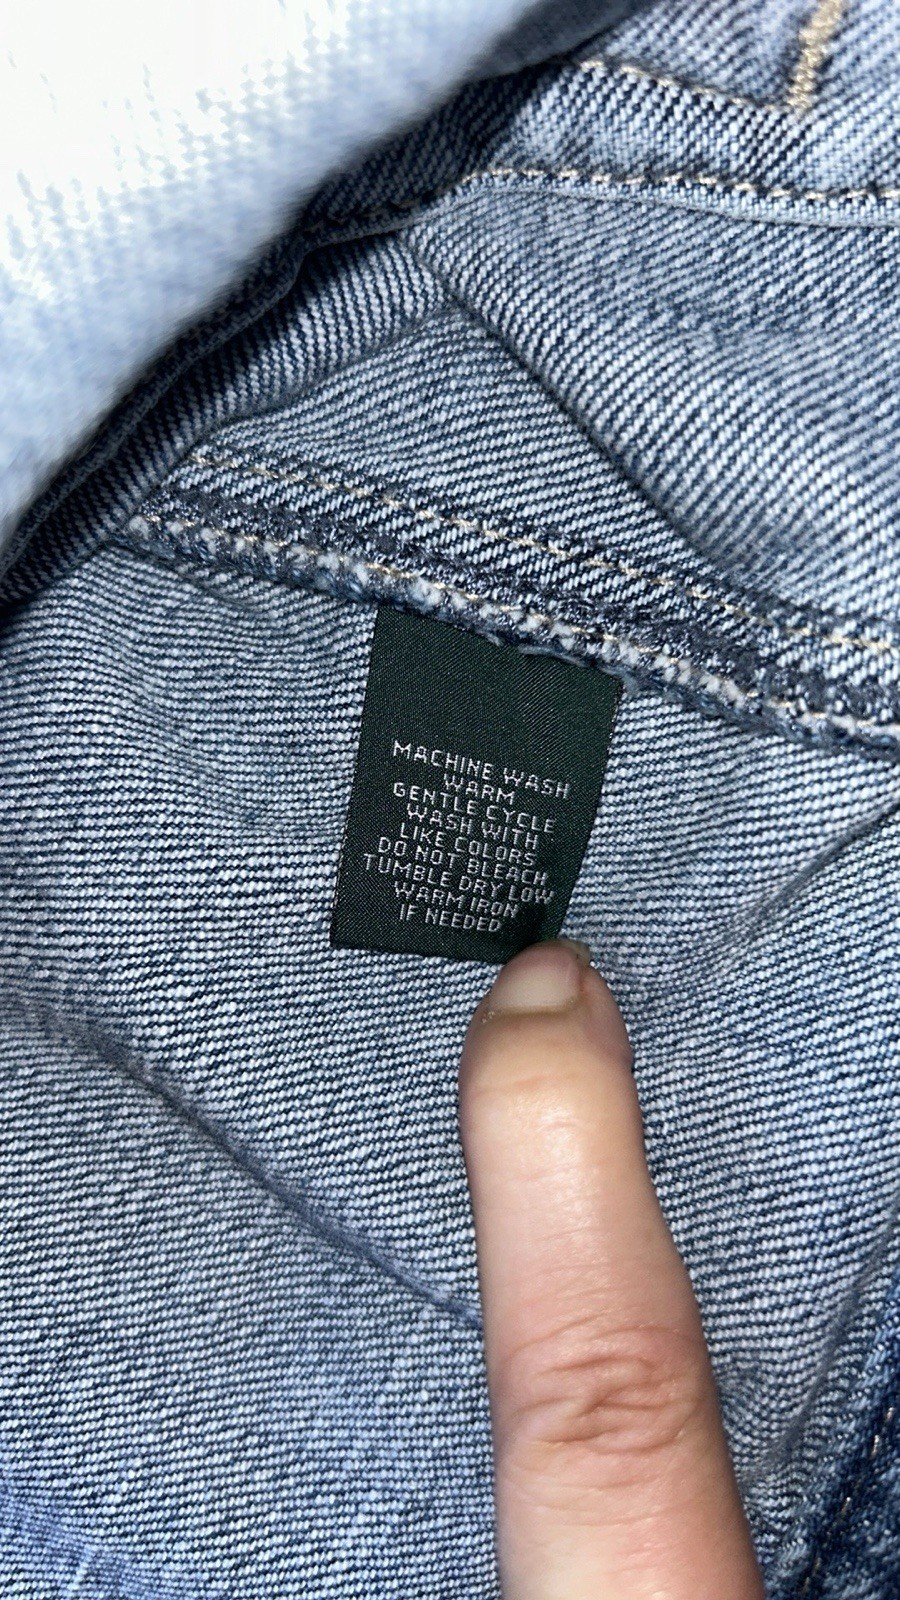 MACHINE WASH
WARM
GENTLE CYCLE
WASH WITH
LIKE COLORS
DO NOT BLEACH
TUMBLE DRY LOW
WARM IRON
IF NEEDED